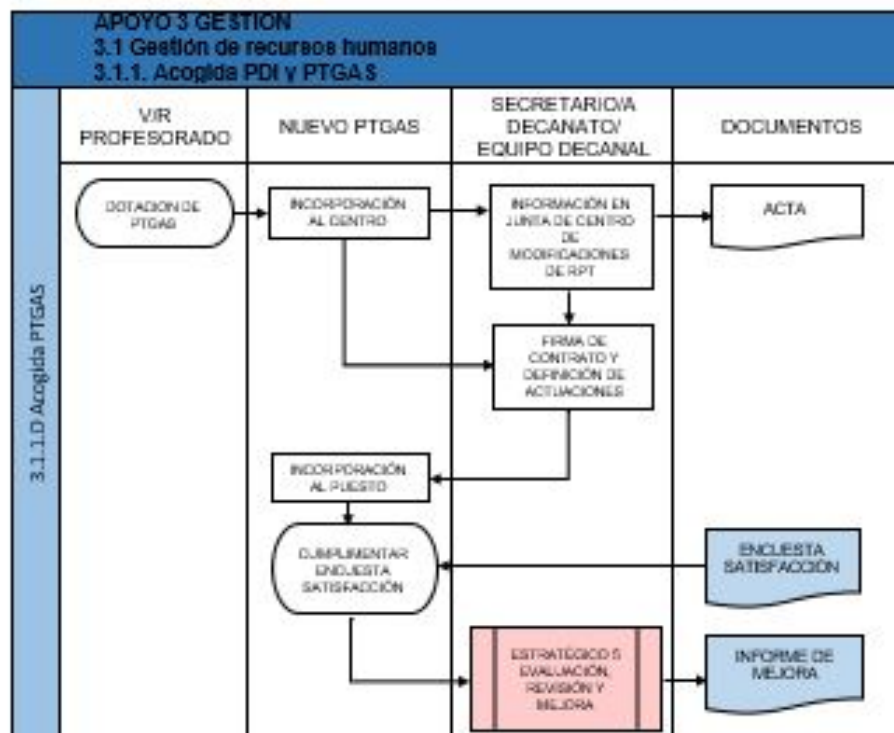 APOYO 3 GESTION
3.1 Gestión de recursos humanos
3.1.1. Acogida PDI y PTGAS
3.1.1.D Acogida PTGAS
V/R
PROFESORADO
NUEVO PTGAS
SECRETARIO/A
DECANATO/
EQUIPO DECANAL
DOCUMENTOS
DOTACION DE
PTGAS
INCORPORACIÓN
AL CENTRO
INFORMACIÓN EN
JUNTA DE CENTRO
DE
MODIFICACIONES
DE RPT
ACTA
FIRMA DE
CONTRATO Y
DEFINICIÓN DE
ACTUACIONES
INCORPORACIÓN
AL PUESTO
CUMPLIMENTAR
ENCUESTA
SATISFACCIÓN
ENCUESTA
SATISFACCIÓN
ESTRATÉGICO 5
EVALUACIÓN,
REVISIÓN Y
MEJORA
INFORME DE
MEJORA